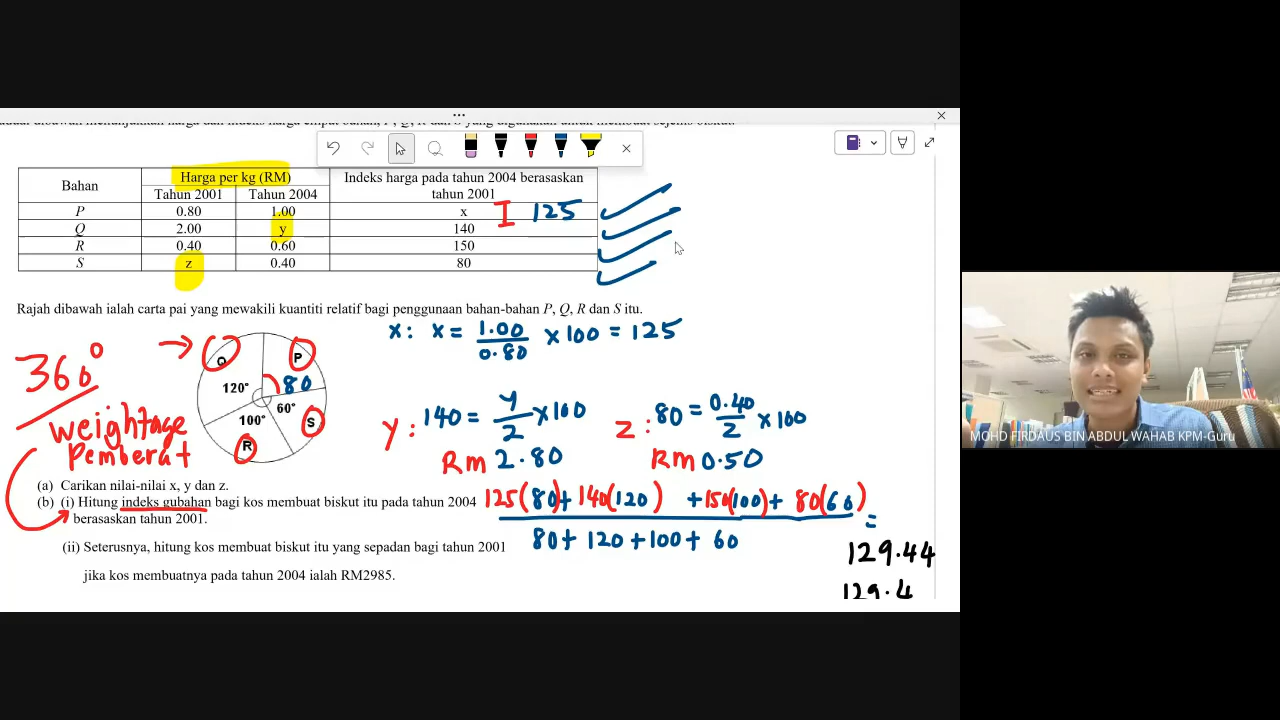 Bahan
Harga per kg (RM)
Indeks harga pada tahun 2004 berasaskan
tahun 2001
Tahun 2001 Tahun 2004
P 0.80 1.00 x I 125
Q 2.00 y 140
R 0.40 0.60 150
S z 0.40 80
Rajah dibawah ialah carta pai yang mewakili kuantiti relatif bagi penggunaan bahan-bahan P, Q, R dan S itu.
x: x = 1.00/0.80 × 100 = 125
360°
Q P
120° 80
60°
100° S
R
weightage
Pemberat
y: 140 = y/2 × 100
Rm 2.80
z: 80 = 0.40/z × 100
Rm 0.50
(a) Carikan nilai-nilai x, y dan z.
(b) (i) Hitung indeks gubahan bagi kos membuat biskut itu pada tahun 2004
berasaskan tahun 2001.
125(80) + 140(120) + 150(100) + 80(60) =
80 + 120 + 100 + 60
129.44
129.4
(ii) Seterusnya, hitung kos membuat biskut itu yang sepadan bagi tahun 2001
jika kos membuatnya pada tahun 2004 ialah RM2985.
MOHD FIRDAUS BIN ABDUL WAHAB KPM-Guru